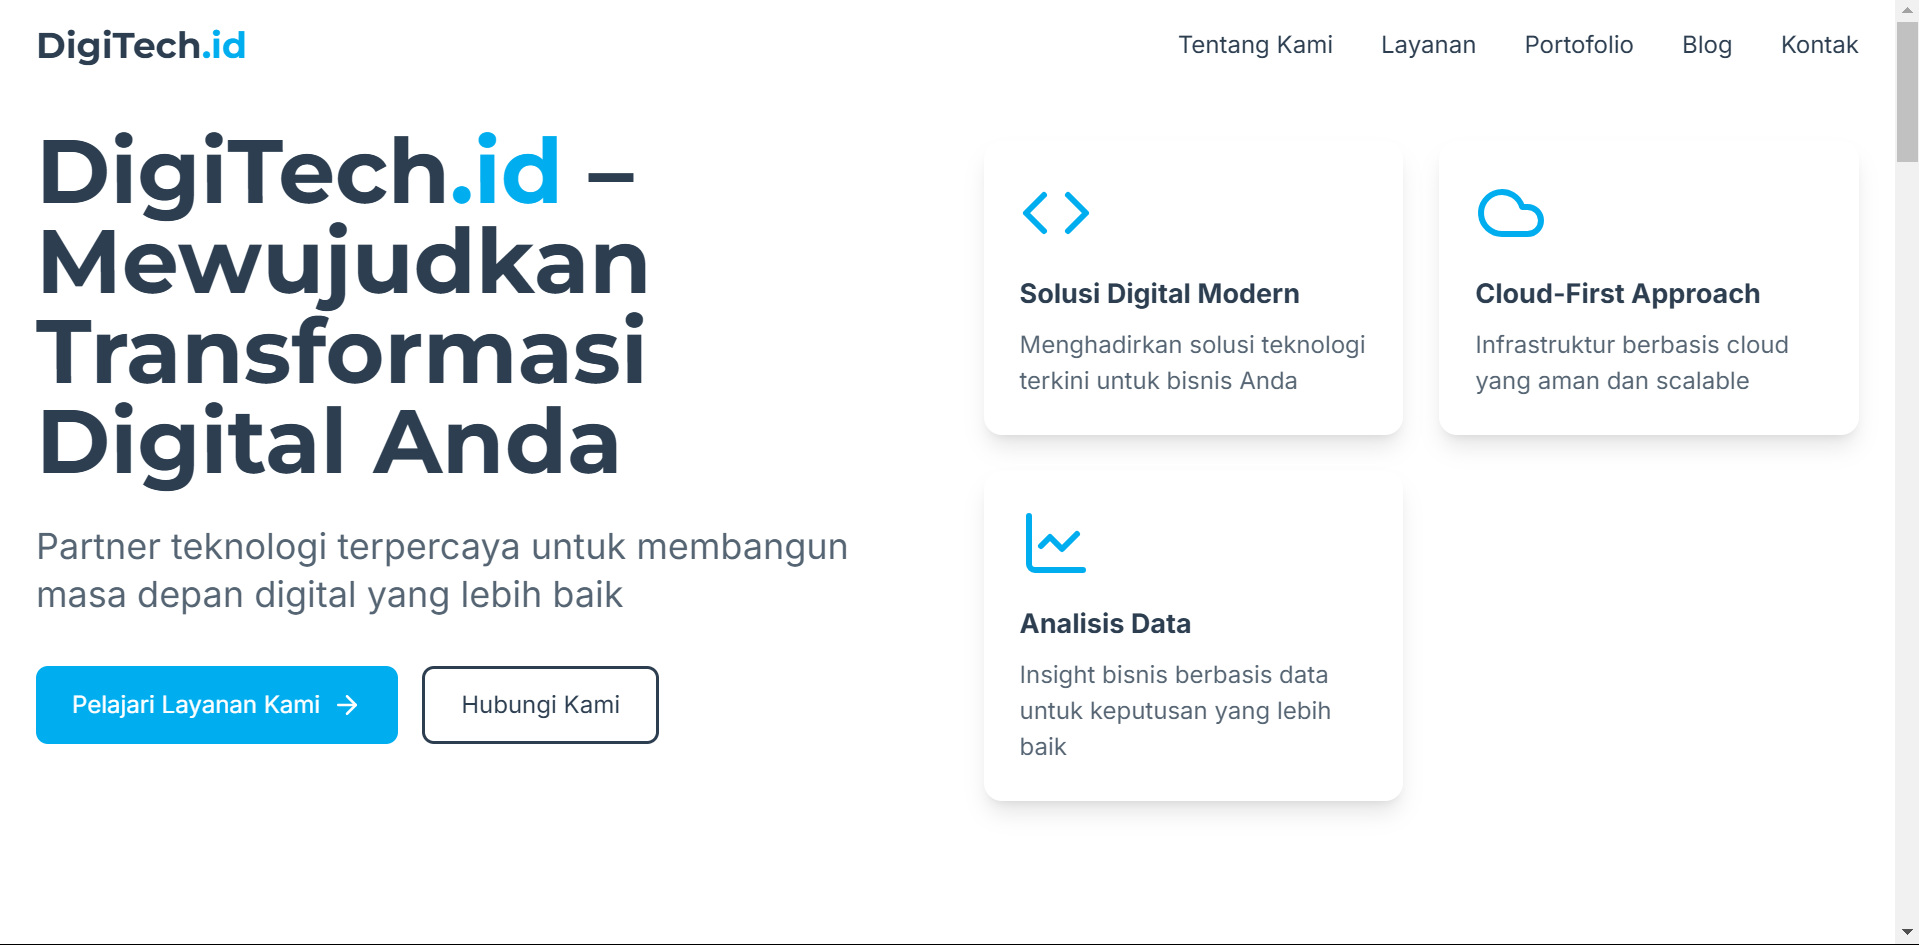 DigiTech.id
Tentang Kami
Layanan
Portofolio
Blog
Kontak
DigiTech.id –
Mewujudkan
Transformasi
Digital Anda
Partner teknologi terpercaya untuk membangun
masa depan digital yang lebih baik
Pelajari Layanan Kami →
Hubungi Kami
Solusi Digital Modern
Menghadirkan solusi teknologi
terkini untuk bisnis Anda
Cloud-First Approach
Infrastruktur berbasis cloud
yang aman dan scalable
Analisis Data
Insight bisnis berbasis data
untuk keputusan yang lebih
baik